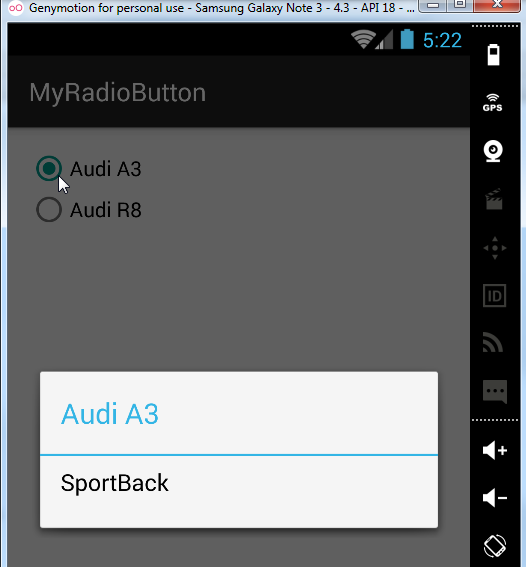 Genymotion for personal use - Samsung Galaxy Note 3 - 4.3 - API 18 - ...
5:22
MyRadioButton
GPS
Audi A3
Audi R8
ID
Audi A3
SportBack